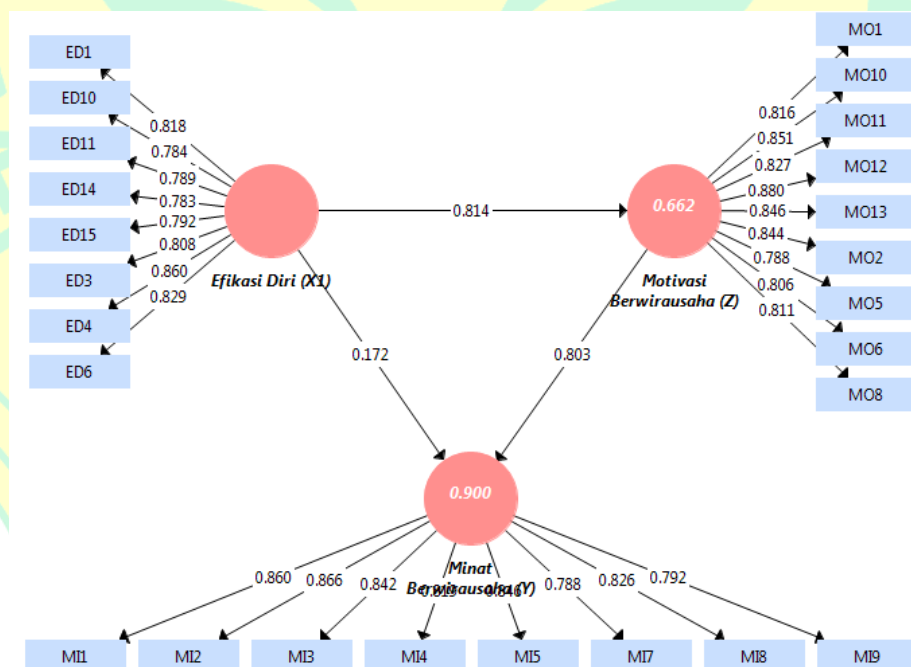 ED1
ED10
ED11
ED14
ED15
ED3
ED4
ED6
0.818
0.784
0.789
0.783
0.792
0.808
0.860
0.829
Efikasi Diri (X1)
0.814
0.172
0.803
0.662
Motivasi
Berwirausaha (Z)
0.816
0.851
0.827
0.880
0.846
0.844
0.788
0.806
0.811
MO1
MO10
MO11
MO12
MO13
MO2
MO5
MO6
MO8
0.900
Minat
Berwirausaha (Y)
0.860
0.866
0.842
0.846
0.788
0.826
0.792
MI1
MI2
MI3
MI4
MI5
MI7
MI8
MI9